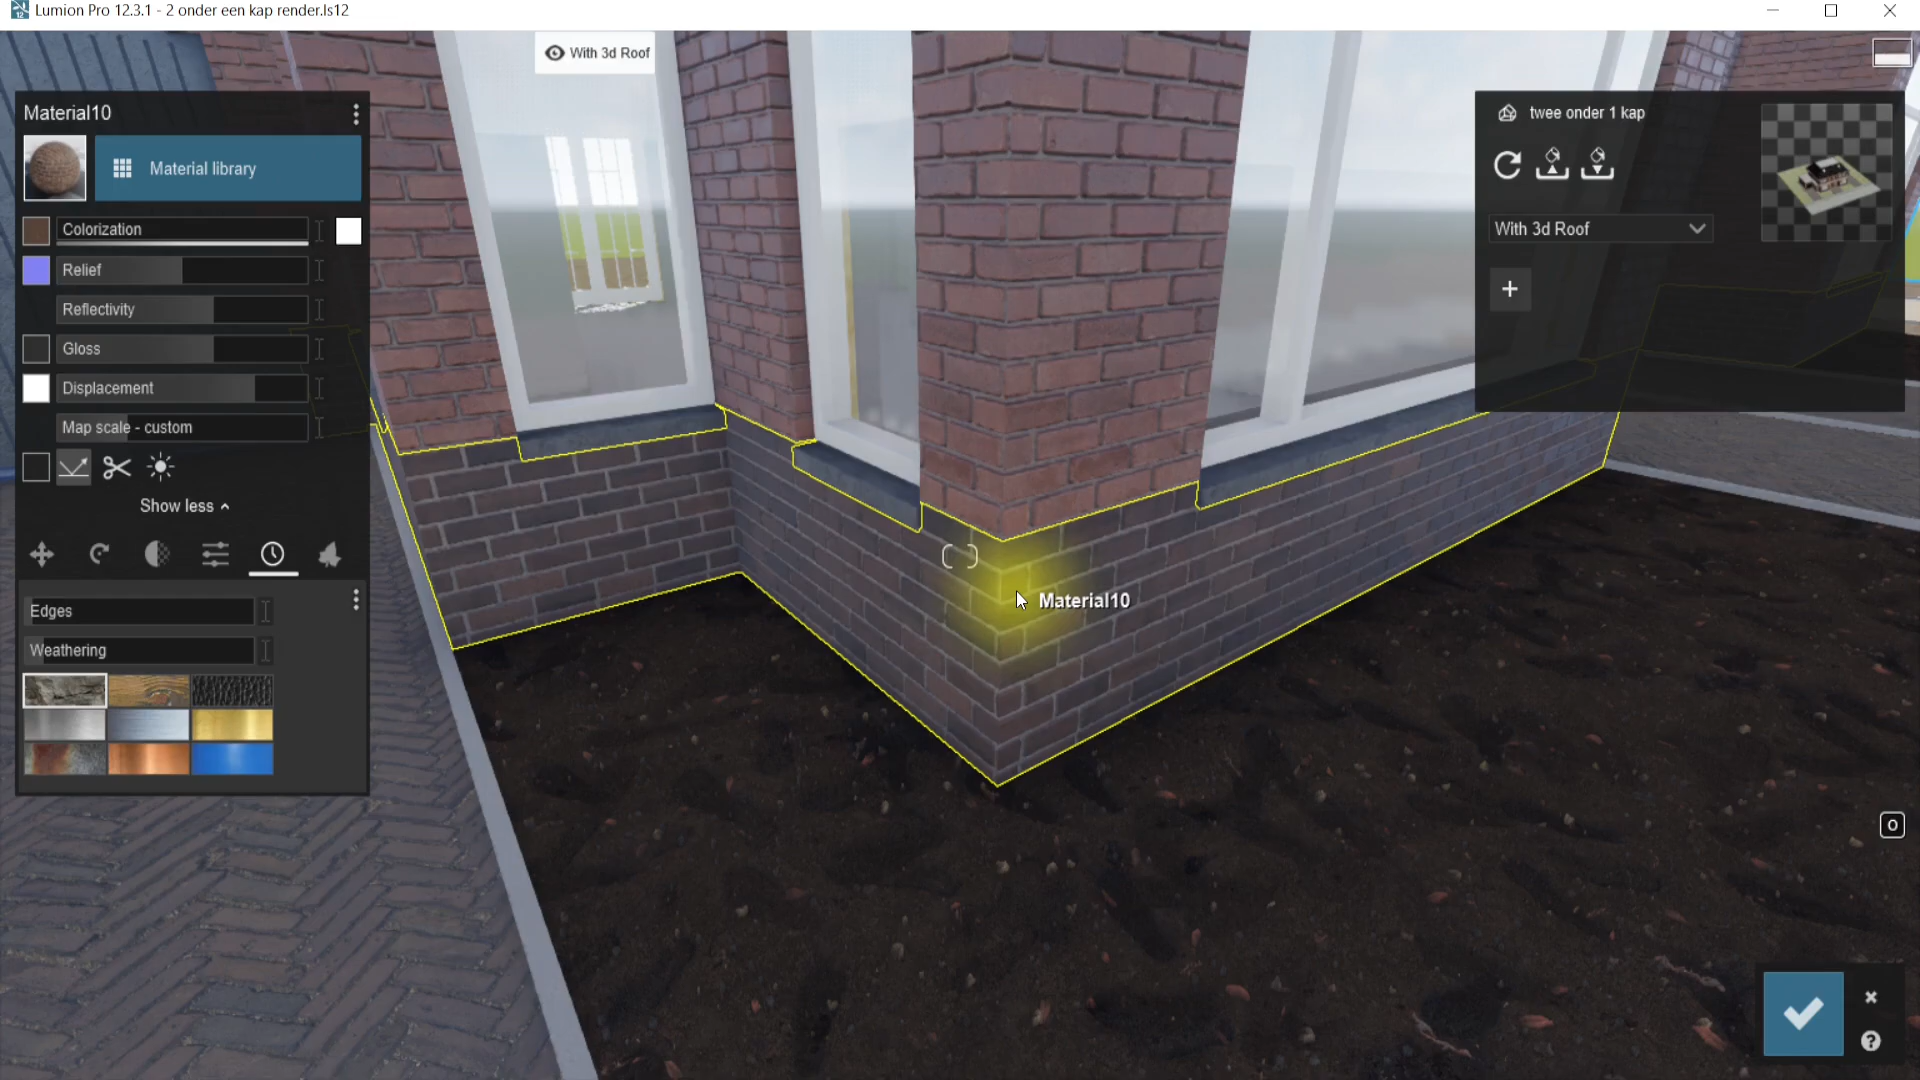 Lumion Pro 12.3.1 - 2 onder een kap render.ls12
With 3d Roof
Material10
Material library
Colorization
Relief
Reflectivity
Gloss
Displacement
Map scale - custom
Show less
Edges
Weathering
Material10
twee onder 1 kap
With 3d Roof
O